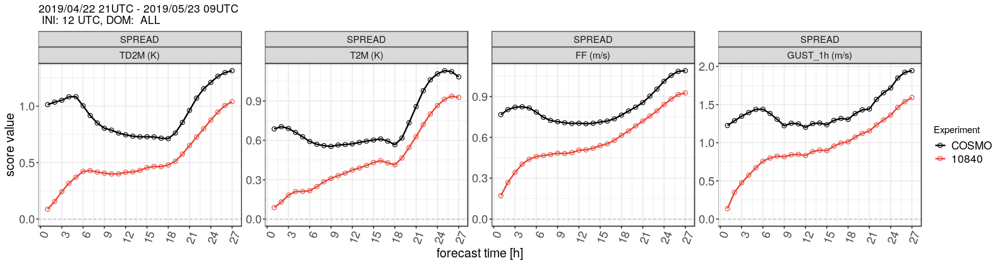 2019/04/22 21UTC - 2019/05/23 09UTC
INI: 12 UTC, DOM: ALL
SPREAD
TD2M (K)
SPREAD
T2M (K)
SPREAD
FF (m/s)
SPREAD
GUST_1h (m/s)
score value
1.0
0.5
0.0
0 3 6 9 12 15 18 21 24 27
0.9
0.6
0.3
0.0
0 3 6 9 12 15 18 21 24 27
0.9
0.6
0.3
0.0
0 3 6 9 12 15 18 21 24 27
2.0
1.5
1.0
0.5
0.0
0 3 6 9 12 15 18 21 24 27
forecast time [h]
Experiment
COSMO
10840